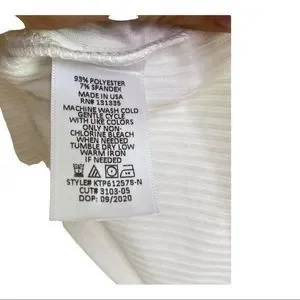 93% POLYESTER
7% SPANDEX
MADE IN USA
RN# 131335
MACHINE WASH COLD
GENTLE CYCLE
WITH LIKE COLORS
ONLY NON-
CHLORINE BLEACH
WHEN NEEDED
TUMBLE DRY LOW
WARM IRON
IF NEEDED
STYLE# KTP612578-N
CUT# 3103-05
DOP: 09/2020